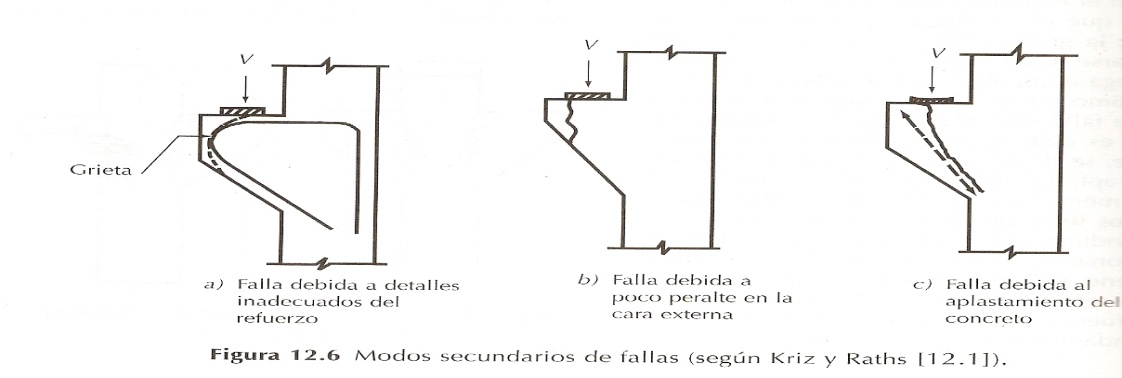 V
V
V
Grieta
a) Falla debida a detalles
inadecuados del
refuerzo
b) Falla debida a
poco peralte en la
cara externa
c) Falla debida al
aplastamiento del
concreto
Figura 12.6 Modos secundarios de fallas (según Kriz y Raths [12.1]).